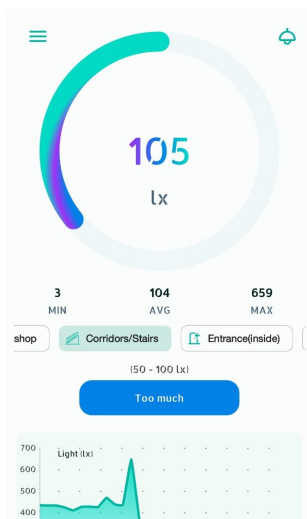 105
lx
3 104 659
MIN AVG MAX
shop Corridors/Stairs Entrance(inside)
(50 - 100 lx)
Too much
700 Light (lx)
600
500
400